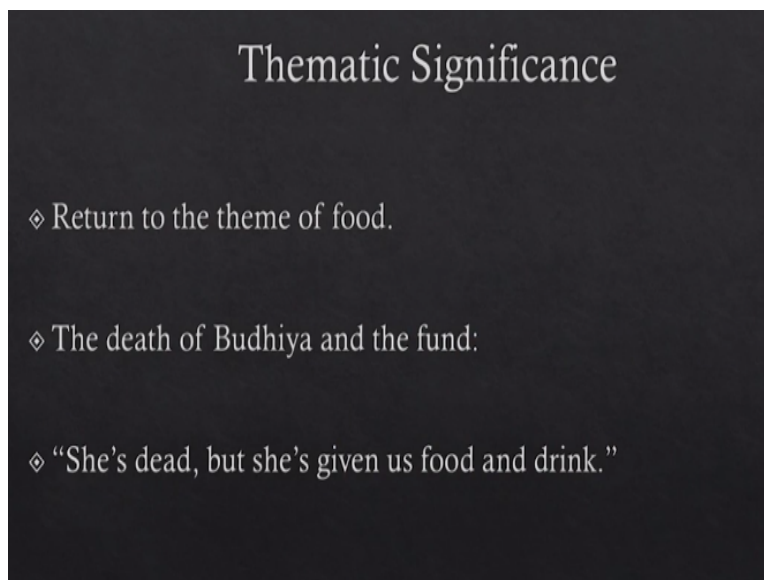 Thematic Significance
Return to the theme of food.
The death of Budhiya and the fund:
“She’s dead, but she’s given us food and drink.”